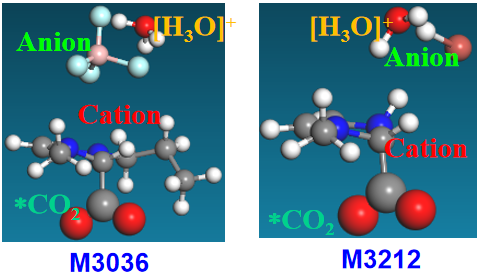 [H₃O]⁺
Anion
Cation
*CO₂
M3036
[H₃O]⁺
Anion
Cation
*CO₂
M3212